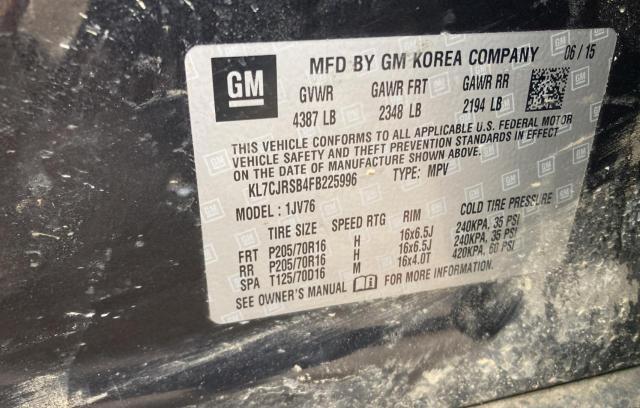 GM
MFD BY GM KOREA COMPANY 06 / 15
GVWR GAWR FRT GAWR RR
4387 LB 2348 LB 2194 LB
THIS VEHICLE CONFORMS TO ALL APPLICABLE U.S. FEDERAL MOTOR
VEHICLE SAFETY AND THEFT PREVENTION STANDARDS IN EFFECT
ON THE DATE OF MANUFACTURE SHOWN ABOVE.
KL7CJRSB4FB225996 TYPE: MPV
MODEL: 1JV76
TIRE SIZE SPEED RTG RIM COLD TIRE PRESSURE
FRT P205/70R16 H 16x6.5J 240KPA, 35 PSI
RR P205/70R16 H 16x6.5J 240KPA, 35 PSI
SPA T125/70D16 M 16x4.0T 420KPA, 60 PSI
SEE OWNER'S MANUAL FOR MORE INFORMATION.